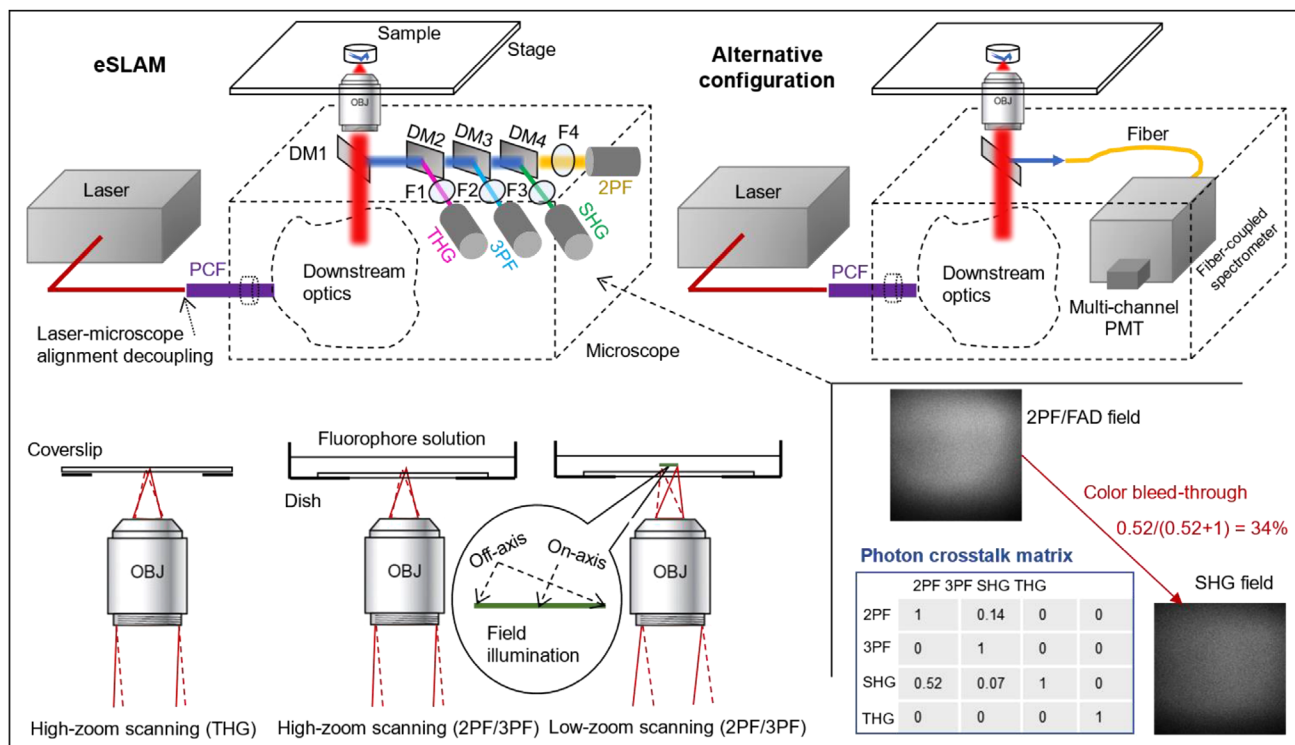 eSLAM
Sample
Stage
OBJ
DM1
DM2
DM3
DM4
F4
2PF
F1
F2
F3
THG
3PF
SHG
Laser
PCF
Downstream
optics
Laser-microscope
alignment decoupling
Microscope
Alternative
configuration
OBJ
Fiber
Laser
PCF
Downstream
optics
Fiber-coupled
spectrometer
Multi-channel
PMT
Coverslip
OBJ
High-zoom scanning (THG)
Fluorophore solution
Dish
OBJ
High-zoom scanning (2PF/3PF)
Off-axis
On-axis
Field
illumination
OBJ
Low-zoom scanning (2PF/3PF)
2PF/FAD field
Color bleed-through
0.52/(0.52+1) = 34%
SHG field
Photon crosstalk matrix
2PF 3PF SHG THG
2PF 1 0.14 0 0
3PF 0 1 0 0
SHG 0.52 0.07 1 0
THG 0 0 0 1